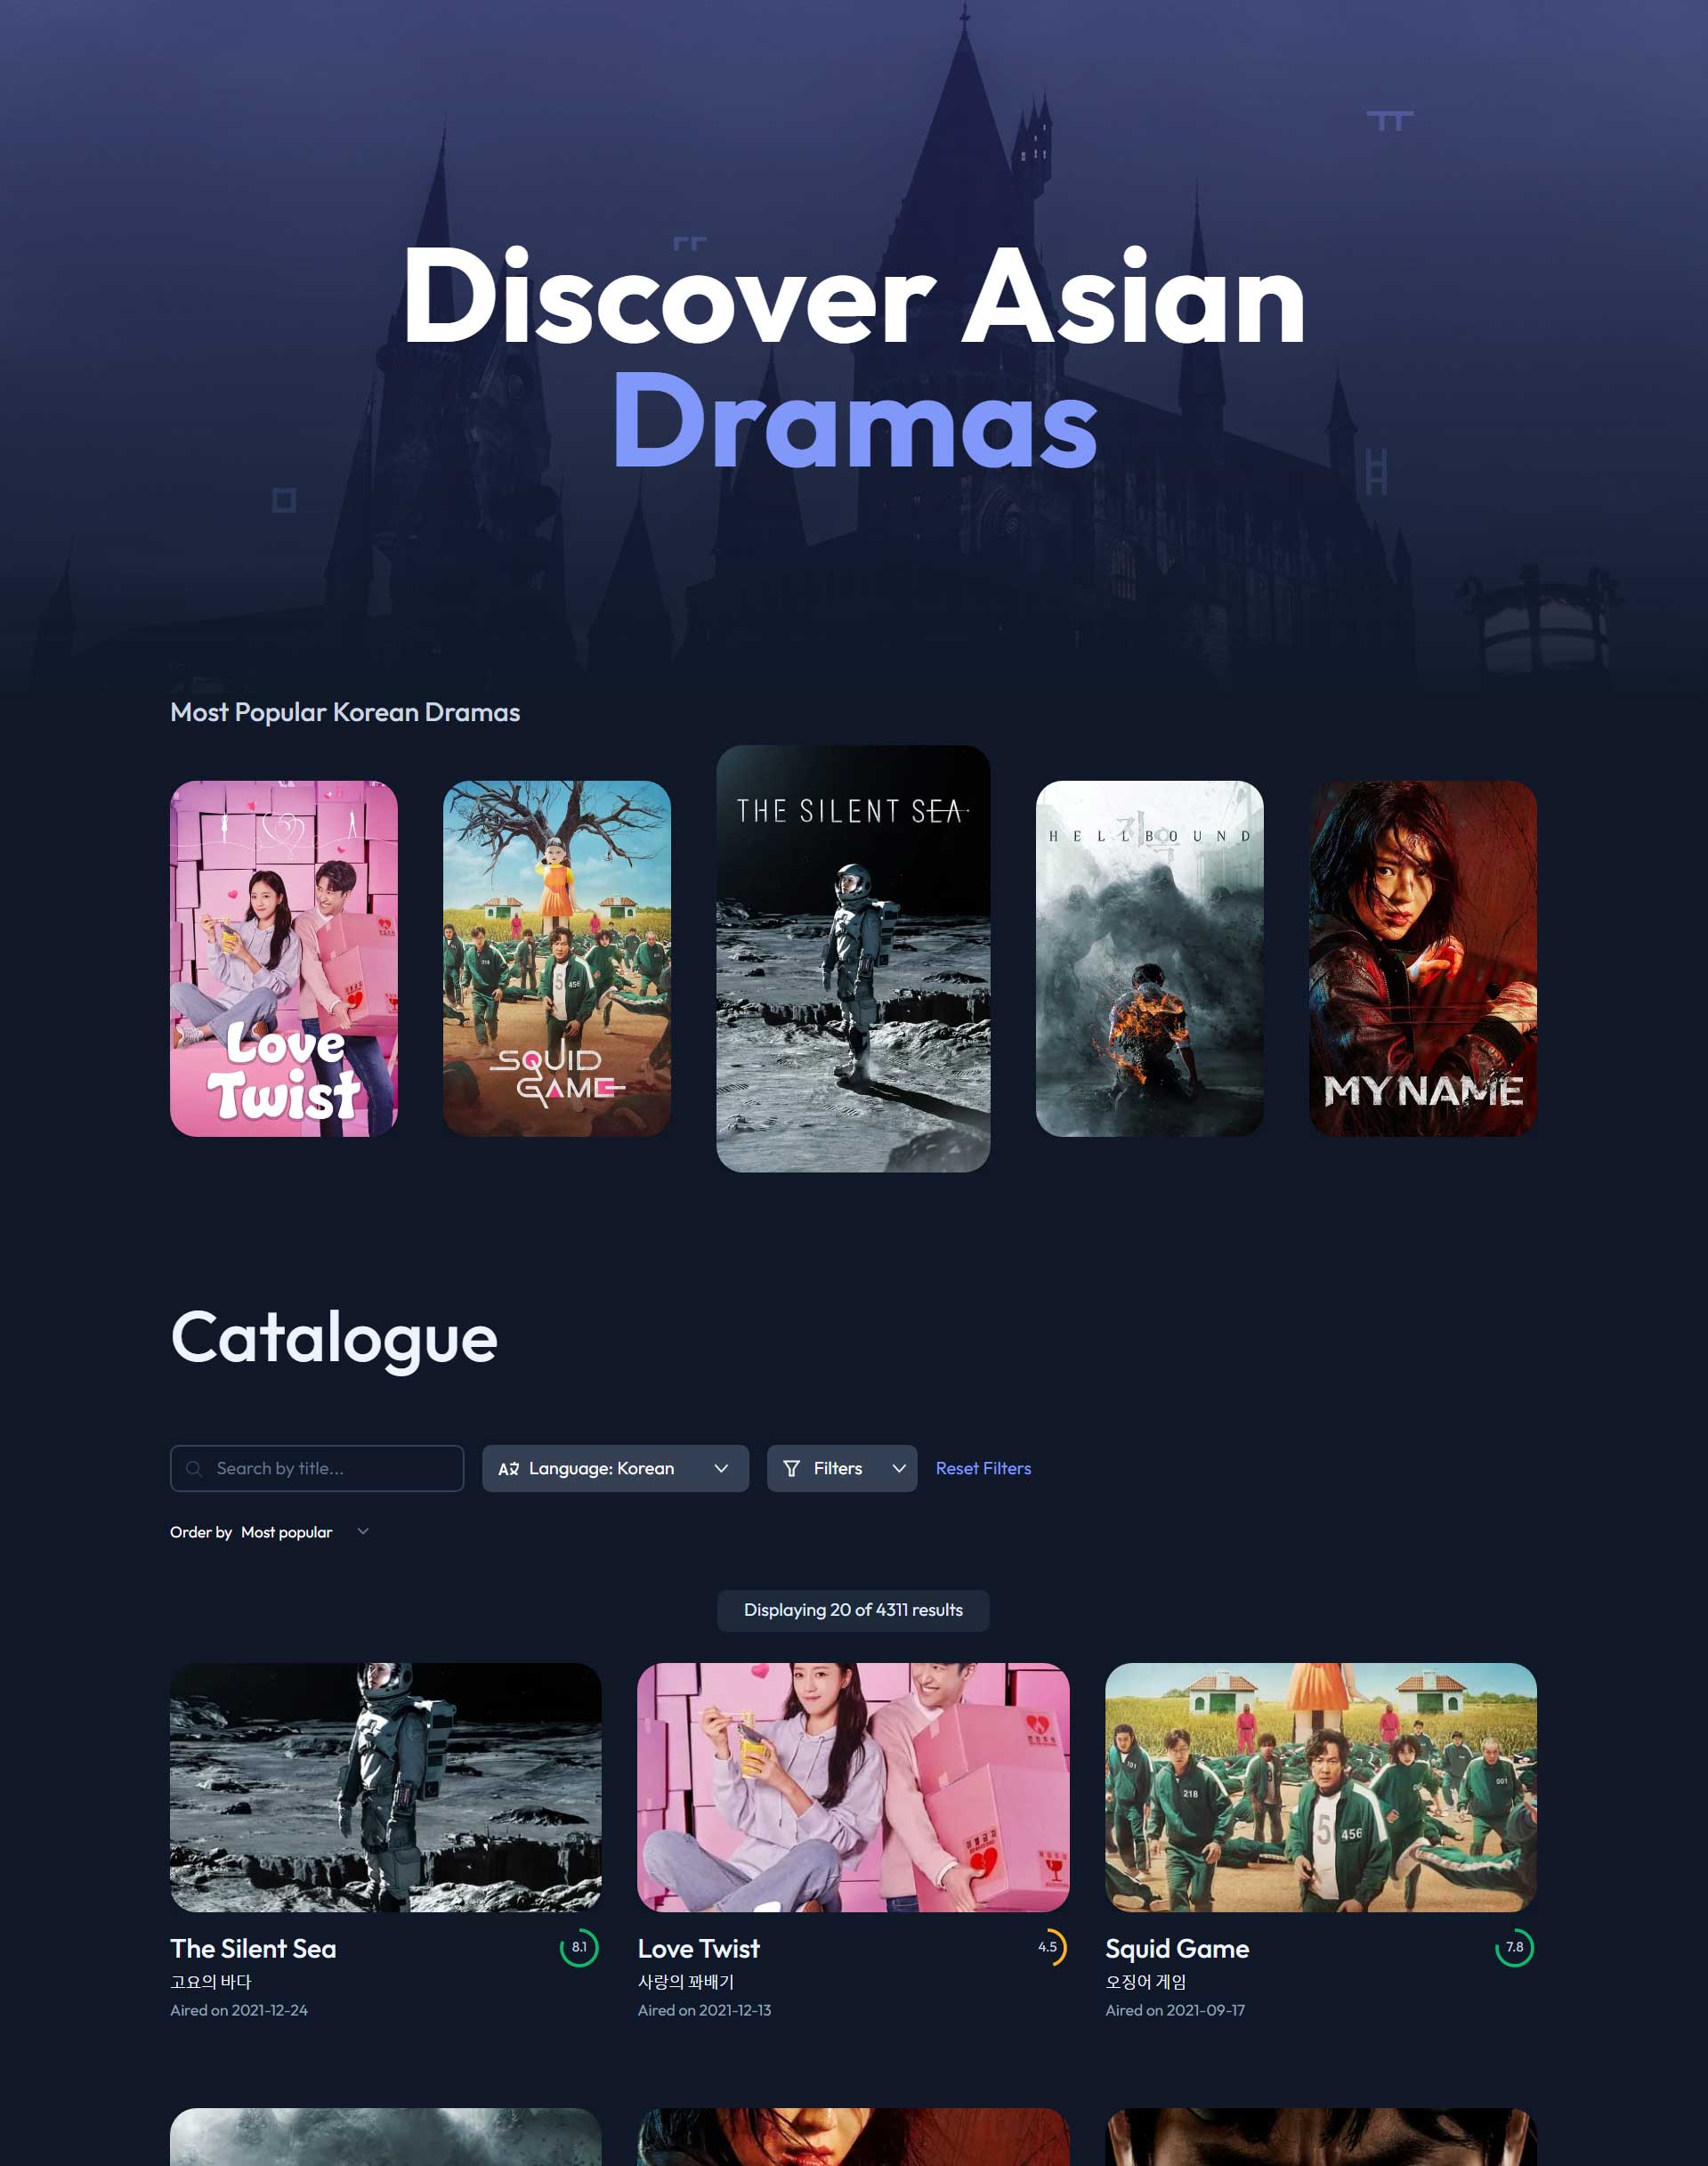 ㅠ
ㄲ
Discover Asian
Dramas
ㅁ
ㅐ
Most Popular Korean Dramas
Love
Twist
SQUID
GAME
THE SILENT SEA
HELLBOUND
MY NAME
Catalogue
Search by title...
Language: Korean
Filters
Reset Filters
Order by Most popular
Displaying 20 of 4311 results
218
456
001
The Silent Sea
8.1
고요의 바다
Aired on 2021-12-24
Love Twist
4.5
사랑의 꽈배기
Aired on 2021-12-13
Squid Game
7.8
오징어 게임
Aired on 2021-09-17